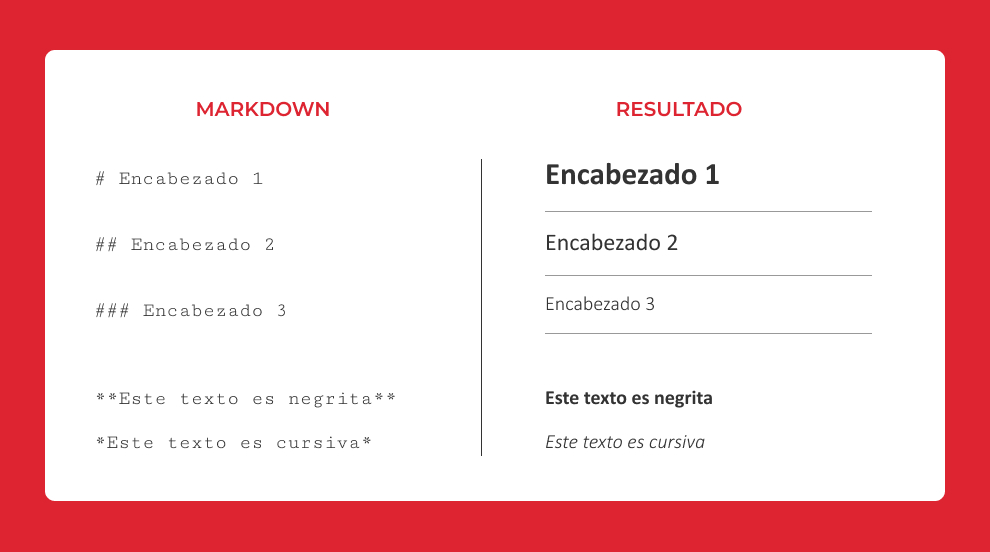 MARKDOWN
# Encabezado 1
## Encabezado 2
### Encabezado 3
**Este texto es negrita**
*Este texto es cursiva*
RESULTADO
Encabezado 1
Encabezado 2
Encabezado 3
Este texto es negrita
Este texto es cursiva